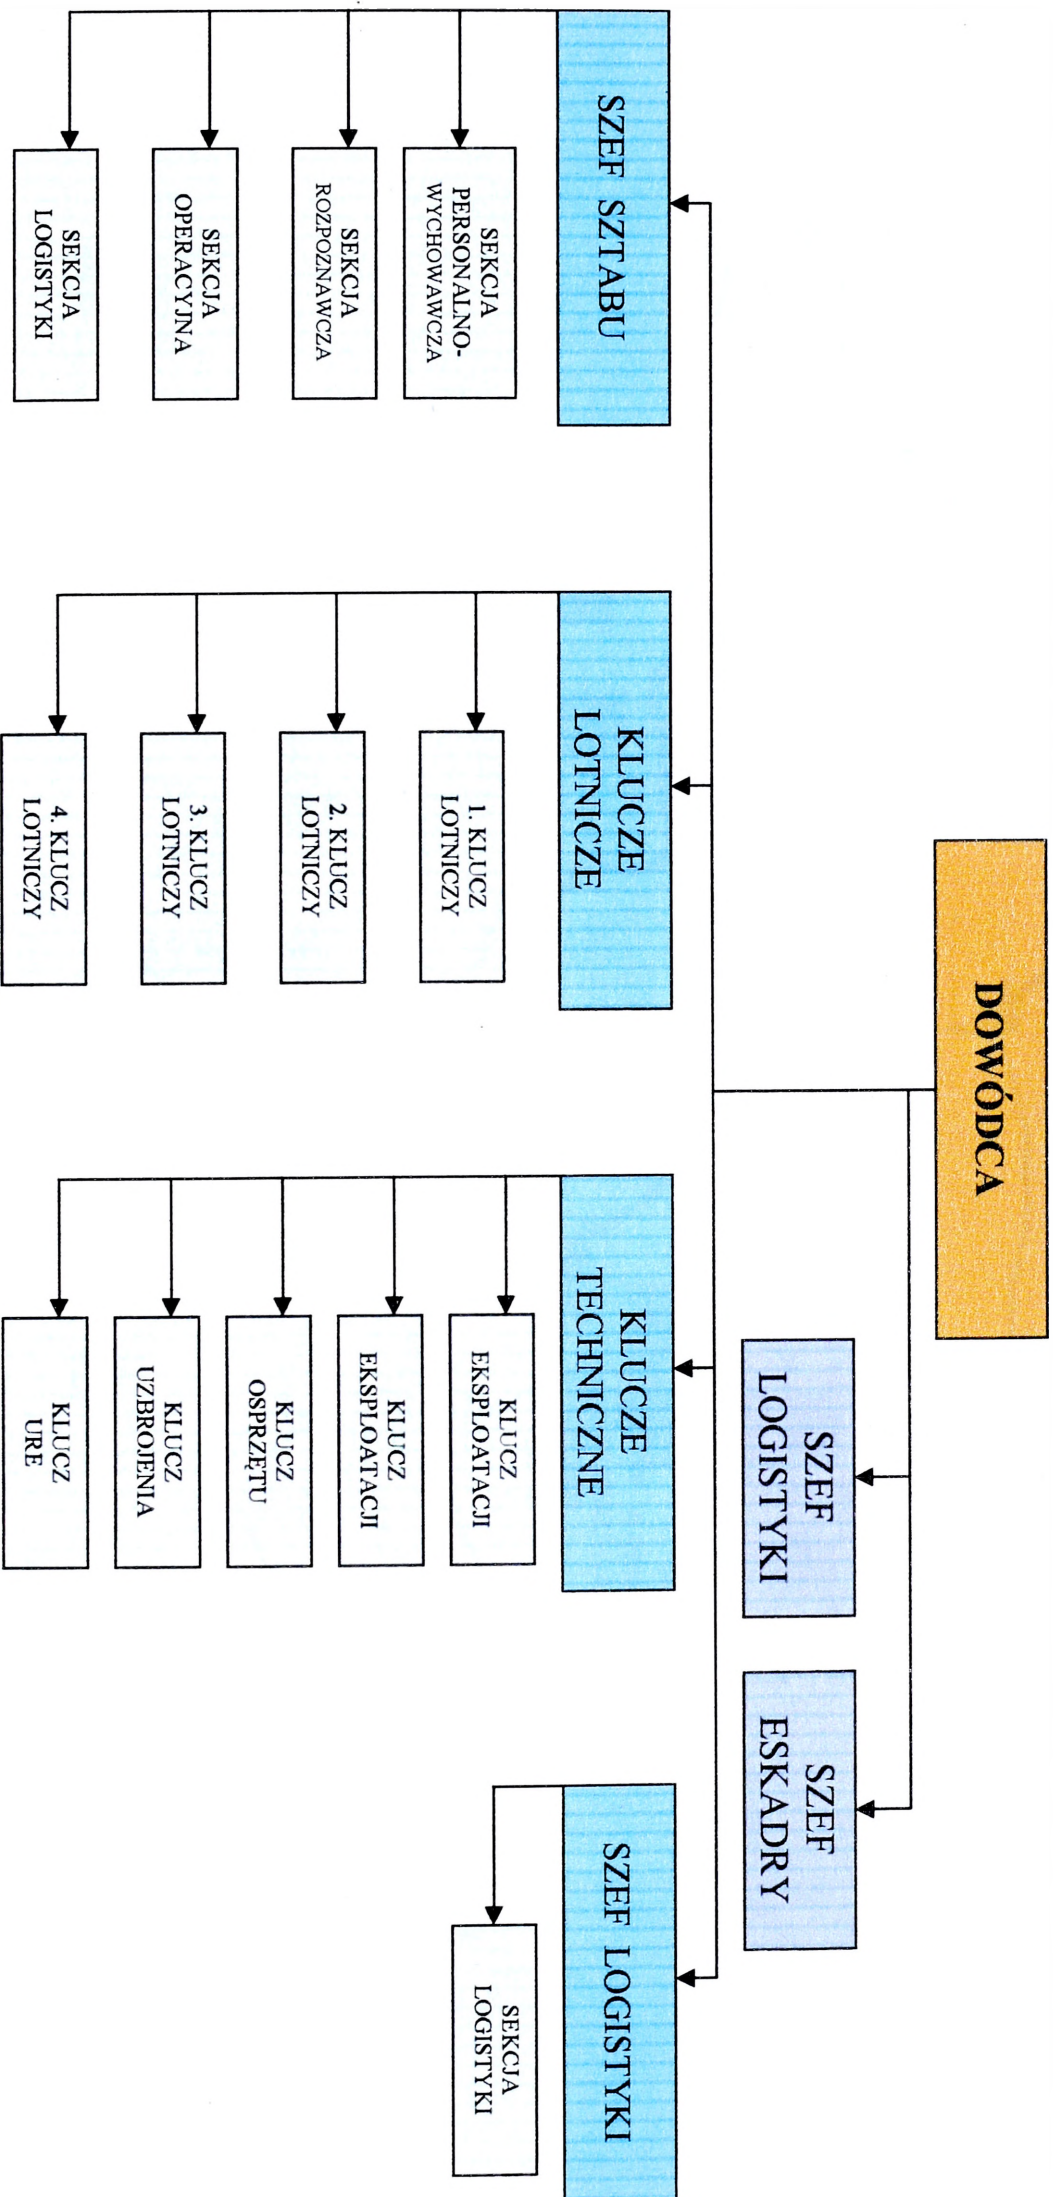 DOWÓDCA
SZEF
LOGISTYKI
SZEF
ESKADRY
SZEF SZTABU
KLUCZE
LOTNICZE
KLUCZE
TECHNICZNE
SZEF LOGISTYKI
SEKCJA
PERSONALNO-
WYCHOWAWCZA
SEKCJA
ROZPOZNAWCZA
SEKCJA
OPERACYJNA
SEKCJA
LOGISTYKI
1. KLUCZ
LOTNICZY
2. KLUCZ
LOTNICZY
3. KLUCZ
LOTNICZY
4. KLUCZ
LOTNICZY
KLUCZ
EKSPLOATACJI
KLUCZ
EKSPLOATACJI
KLUCZ
OSPRZĘTU
KLUCZ
UZBROJENIA
KLUCZ
URE
SEKCJA
LOGISTYKI